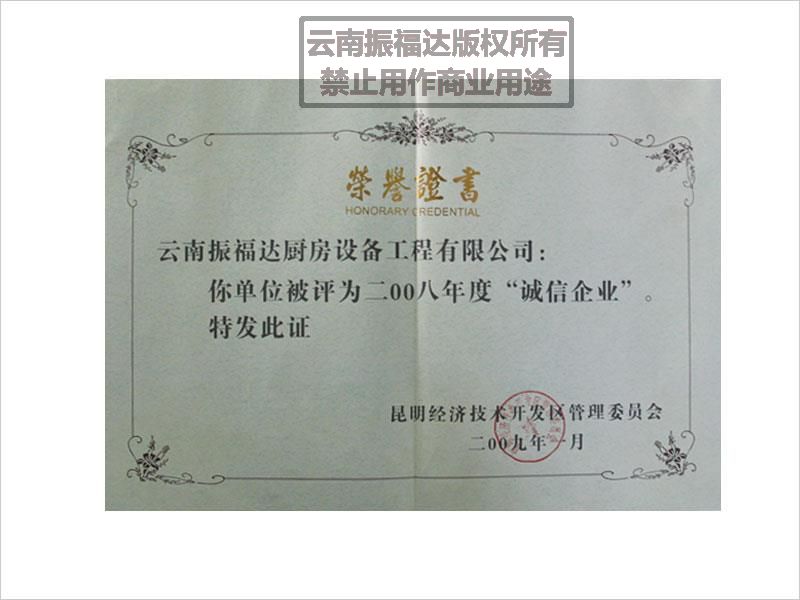 云南振福达版权所有
禁止用作商业用途
榮譽證書
HONORARY CREDENTIAL
云南振福达厨房设备工程有限公司：
你单位被评为二00八年度“诚信企业”。
特发此证
昆明经济技术开发区管理委员会
二00九年一月